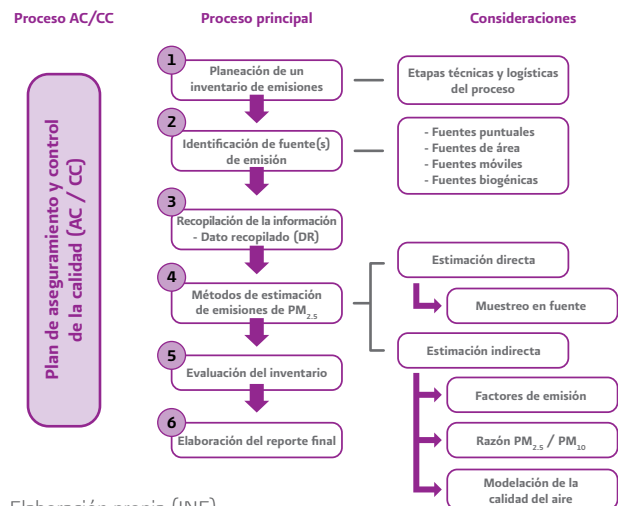 Proceso AC/CC
Proceso principal
Consideraciones
Plan de aseguramiento y control
de la calidad (AC / CC)
1
Planeación de un
inventario de emisiones
Etapas técnicas y logísticas
del proceso
2
Identificación de fuente(s)
de emisión
- Fuentes puntuales
- Fuentes de área
- Fuentes móviles
- Fuentes biogénicas
3
Recopilación de la información
- Dato recopilado (DR)
4
Métodos de estimación
de emisiones de PM2.5
Estimación directa
Muestreo en fuente
Estimación indirecta
Factores de emisión
Razón PM2.5 / PM10
Modelación de la
calidad del aire
5
Evaluación del inventario
6
Elaboración del reporte final
Elaboración propia (INE)